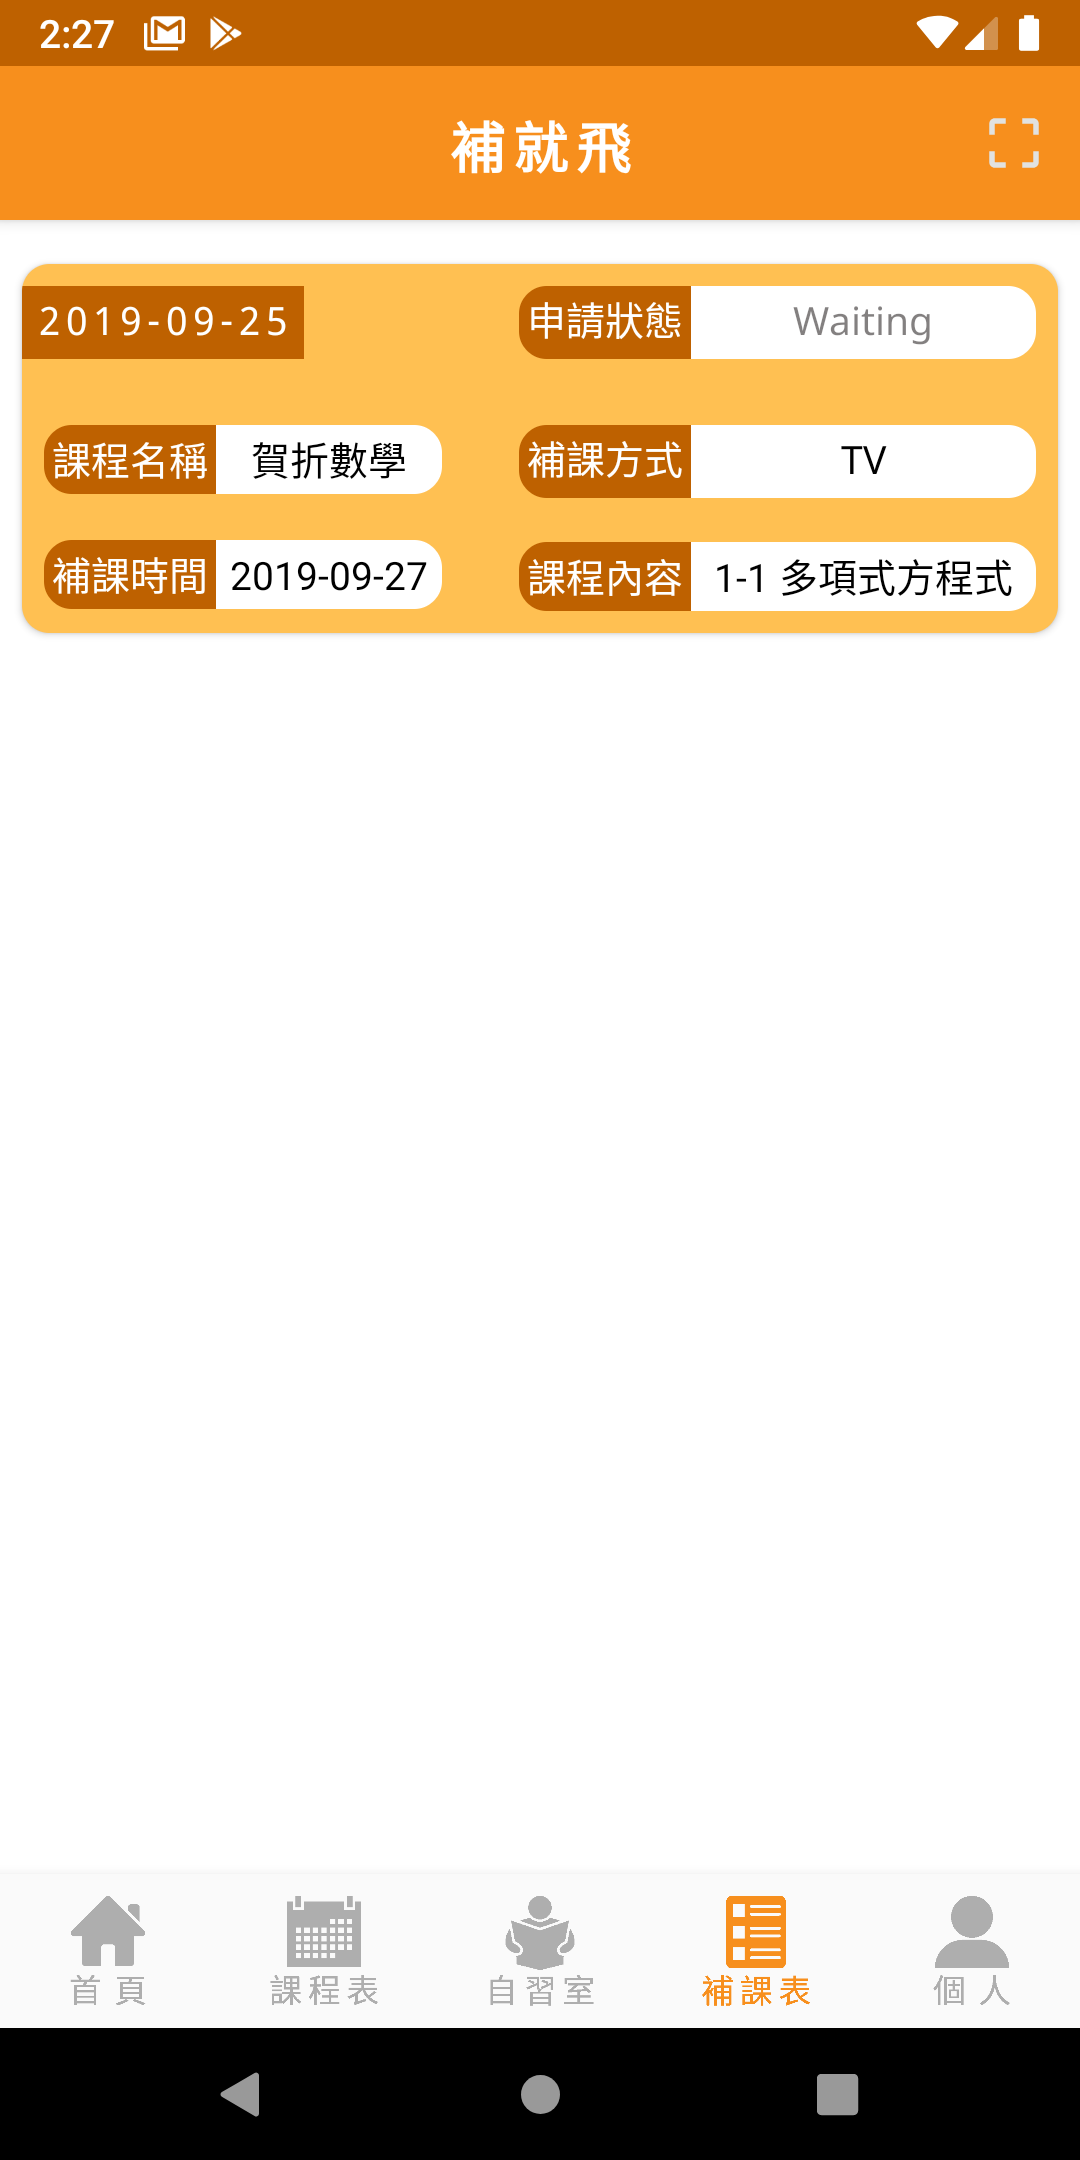 2:27
補就飛
2019-09-25
申請狀態 Waiting
課程名稱 賀折數學
補課方式 TV
補課時間 2019-09-27
課程內容 1-1 多項式方程式
首頁
課程表
自習室
補課表
個人